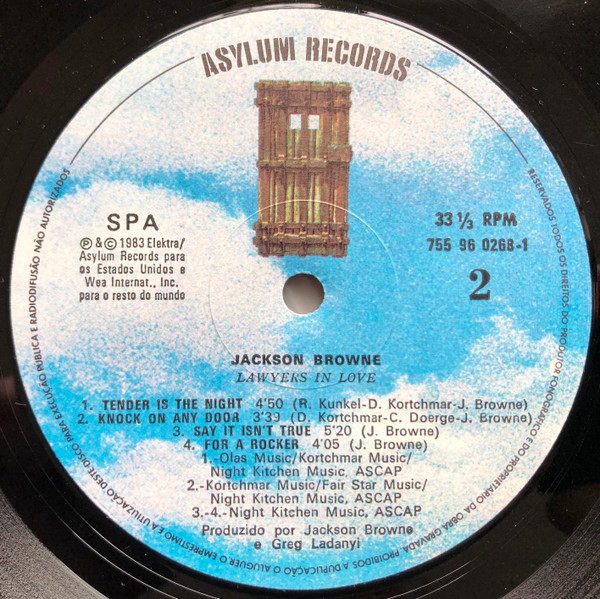 ASYLUM RECORDS
SPA
℗ & © 1983 Elektra/
Asylum Records para
os Estados Unidos e
Wea Internat., Inc.
para o resto do mundo
33 ⅓ RPM
755 96 0268-1
2
JACKSON BROWNE
LAWYERS IN LOVE
1. TENDER IS THE NIGHT 4'50 (R. Kunkel-D. Kortchmar-J. Browne)
2. KNOCK ON ANY DOOR 3'39 (D. Kortchmar-C. Doerge-J. Browne)
3. SAY IT ISN'T TRUE 5'20 (J. Browne)
4. FOR A ROCKER 4'05 (J. Browne)
1.-Olas Music/Kortchmar Music/
Night Kitchen Music, ASCAP
2.-Kortchmar Music/Fair Star Music/
Night Kitchen Music, ASCAP
3.-4.-Night Kitchen Music, ASCAP
Produzido por Jackson Browne
e Greg Ladanyi
RESERVADOS TODOS OS DIREITOS DO PRODUTOR FONOGRÁFICO E DO PROPRIETÁRIO DA OBRA GRAVADA. PROIBIDOS A DUPLICAÇÃO O ALUGUER O EMPRÉSTIMO E A UTILIZAÇÃO DESTE DISCO PARA EXECUÇÃO PÚBLICA E RADIODIFUSÃO NÃO AUTORIZADOS